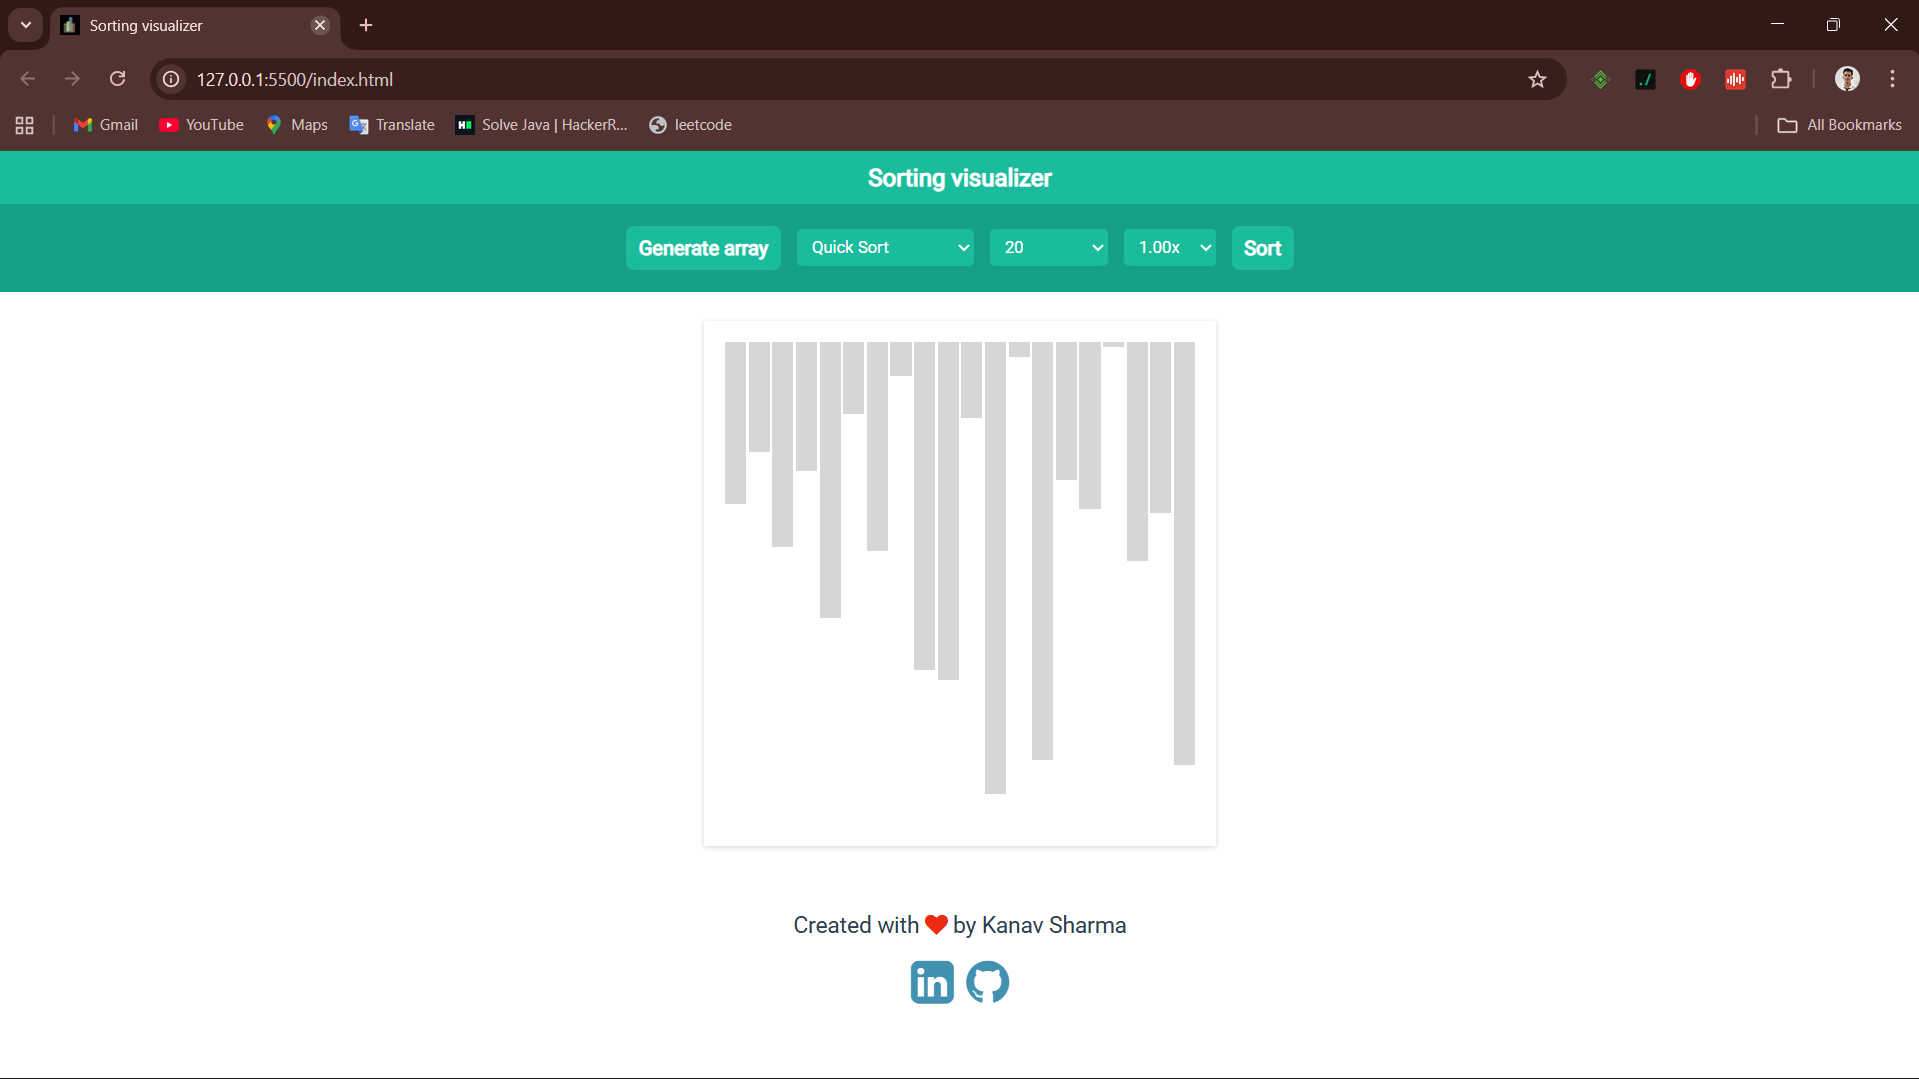 Sorting visualizer
127.0.0.1:5500/index.html
Gmail YouTube Maps Translate Solve Java | HackerR... leetcode All Bookmarks
Sorting visualizer
Generate array Quick Sort 20 1.00x Sort
Created with ❤ by Kanav Sharma
in